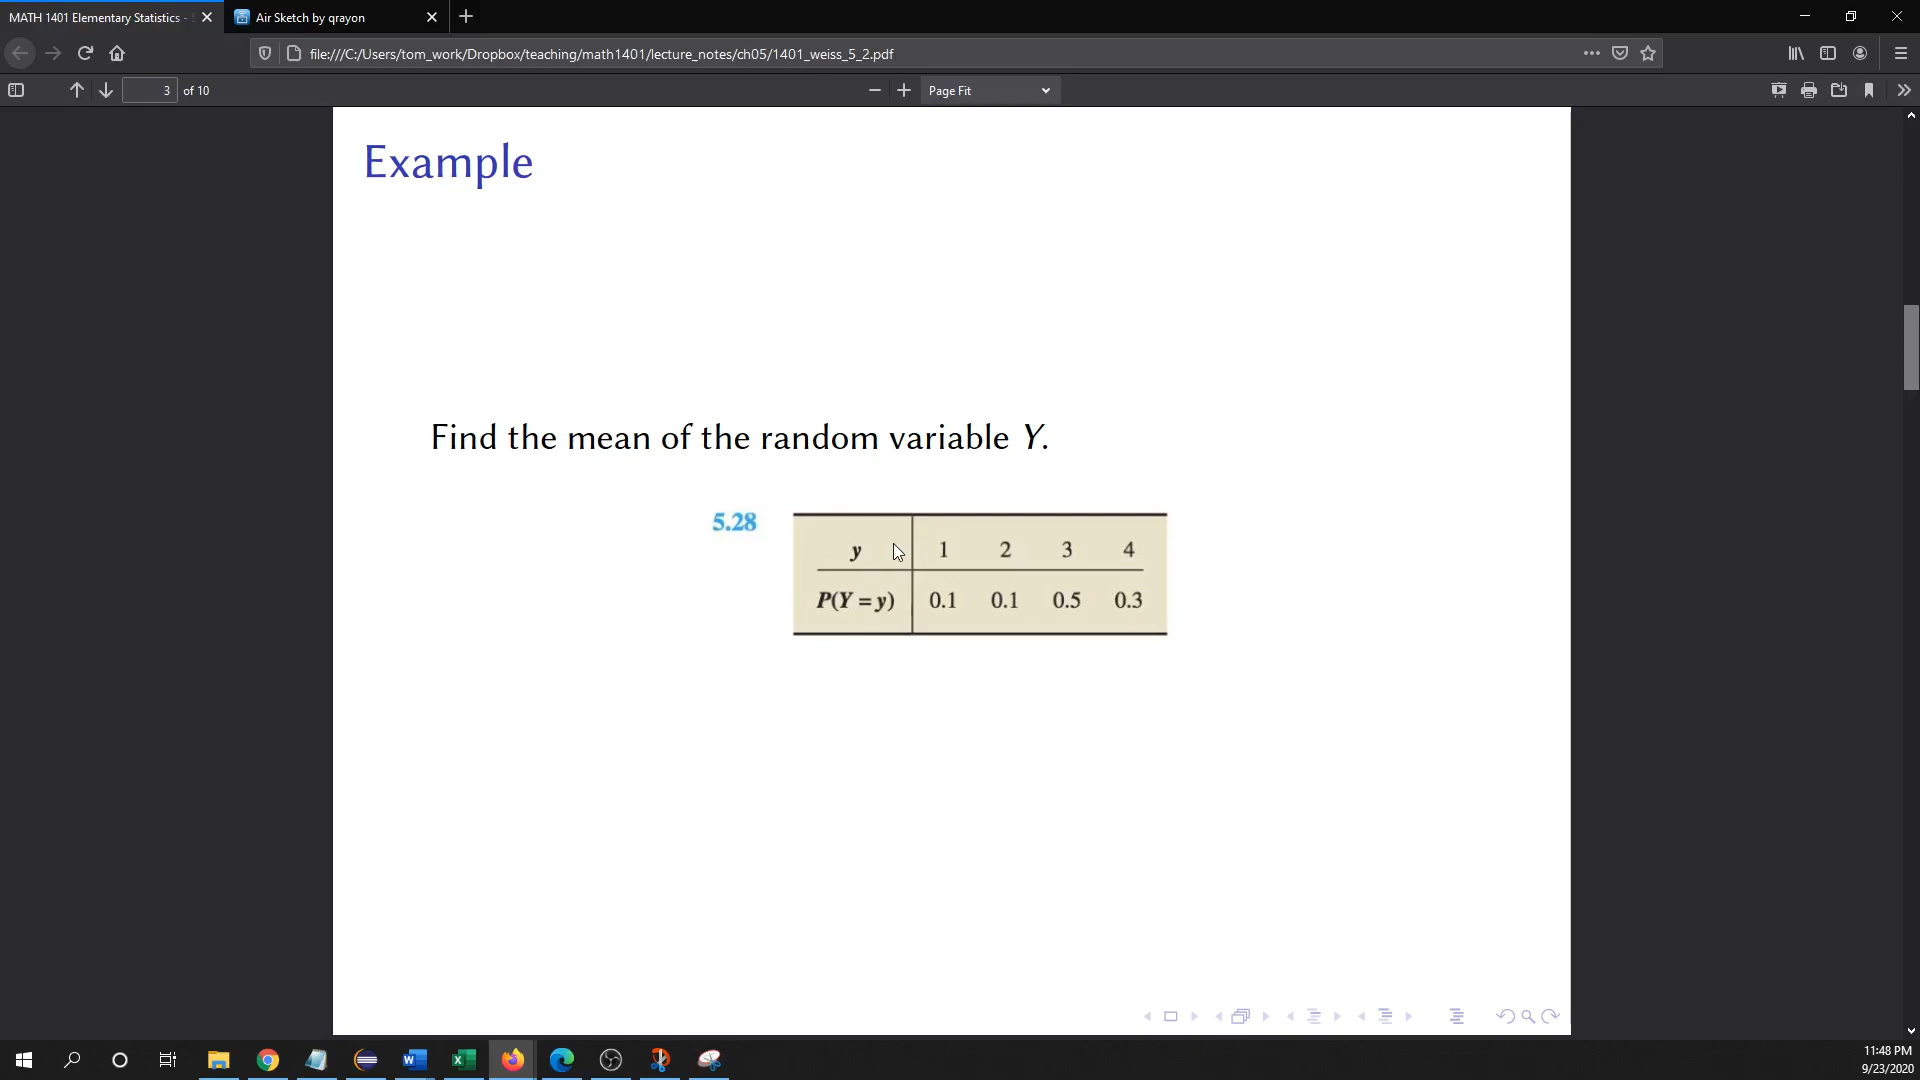 MATH 1401 Elementary Statistics -
Air Sketch by qrayon
file:///C:/Users/tom_work/Dropbox/teaching/math1401/lecture_notes/ch05/1401_weiss_5_2.pdf
3 of 10
Page Fit
Example
Find the mean of the random variable Y.
5.28
y 1 2 3 4
P(Y = y) 0.1 0.1 0.5 0.3
11:48 PM
9/23/2020